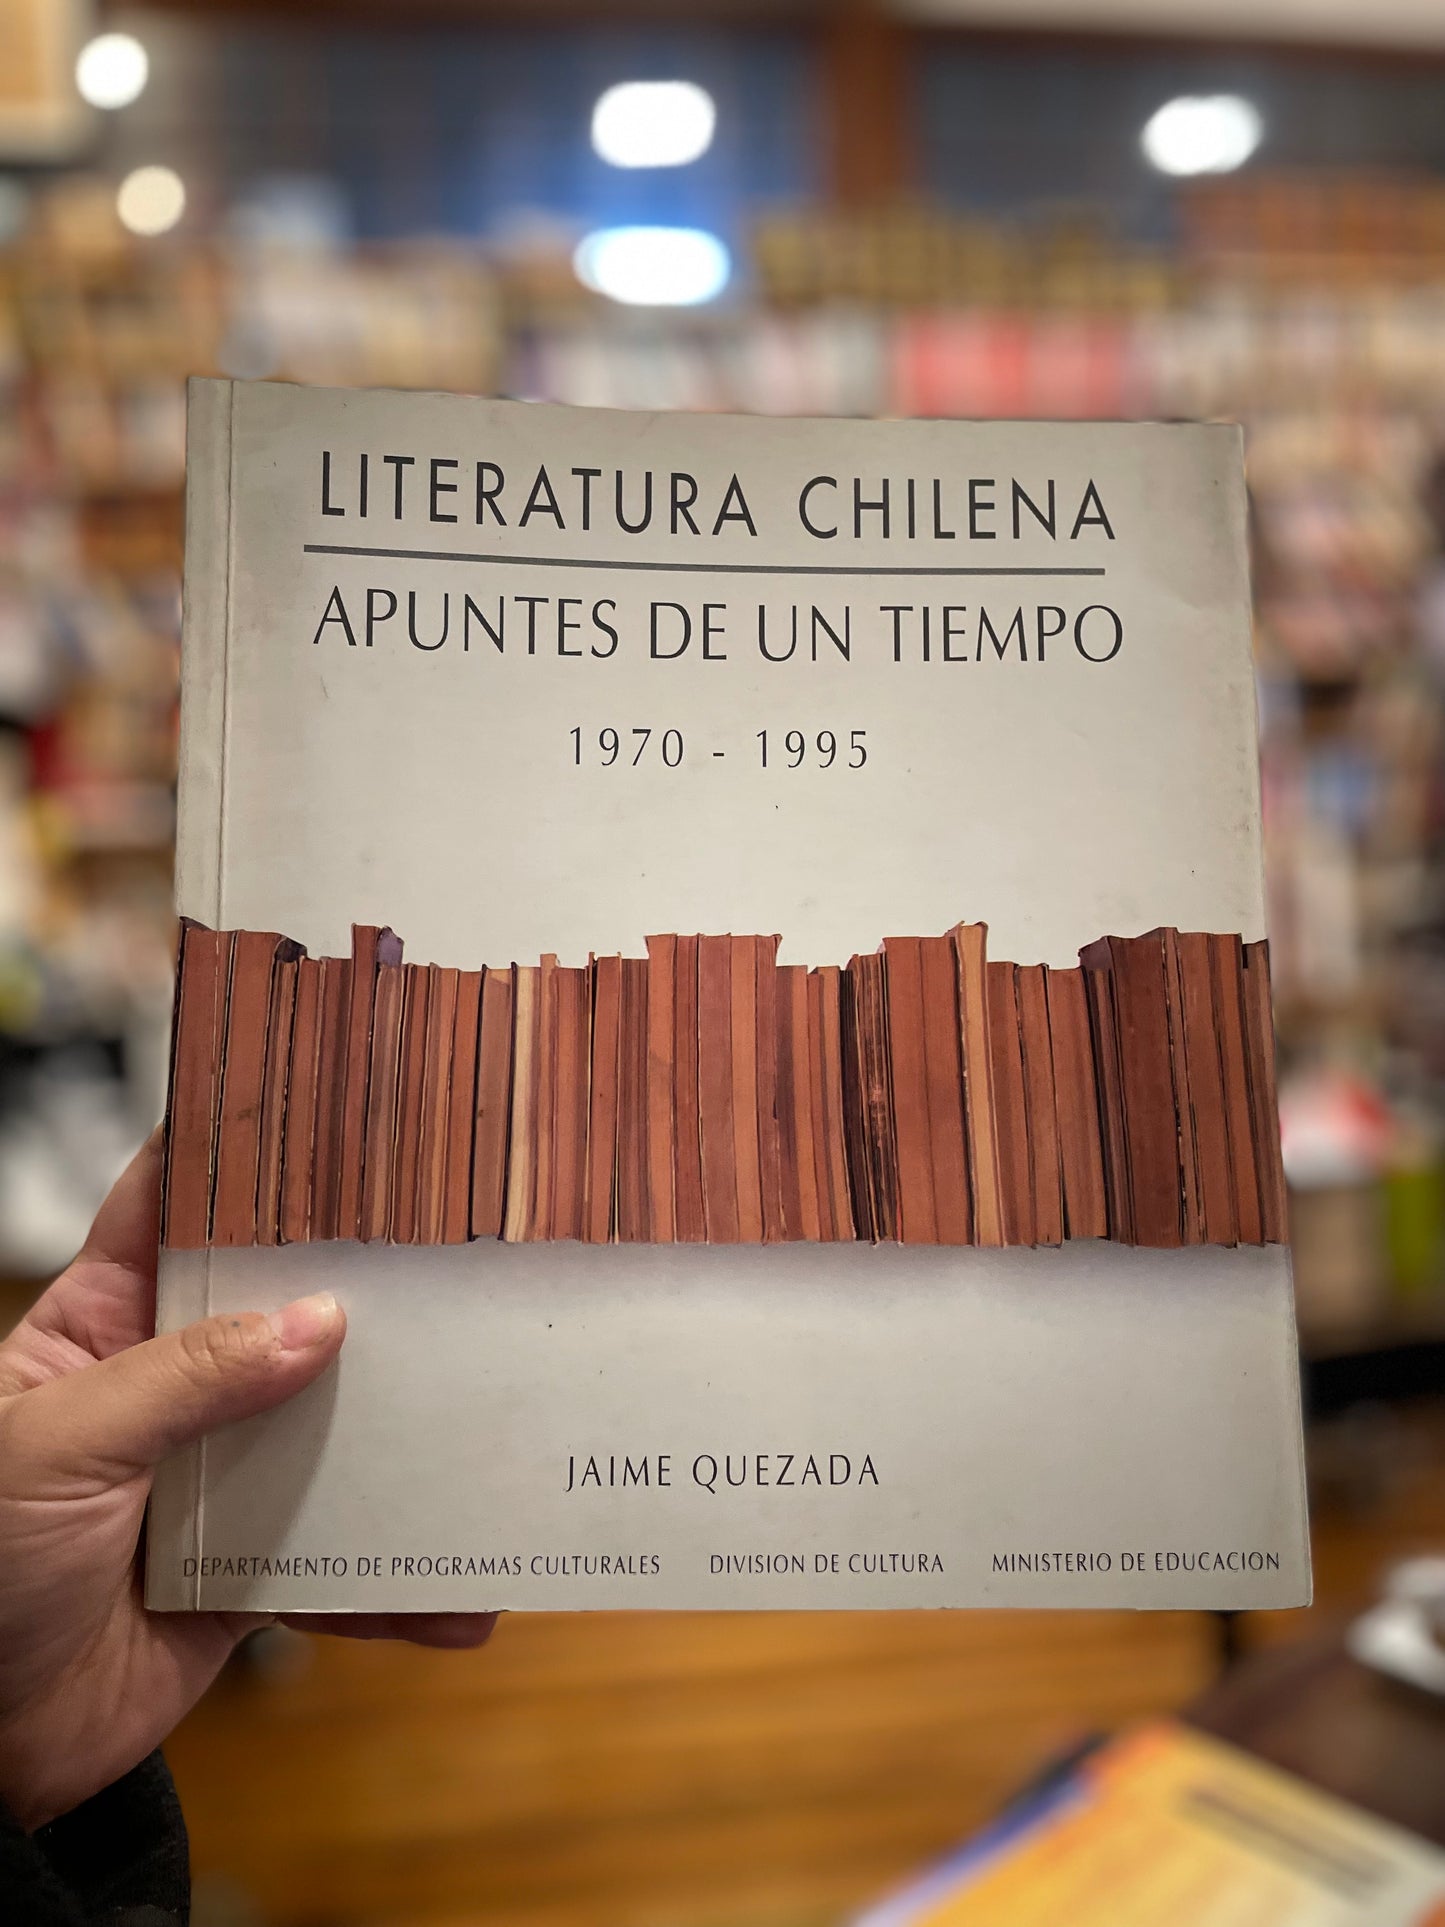 LITERATURA CHILENA
APUNTES DE UN TIEMPO
1970 - 1995
JAIME QUEZADA
DEPARTAMENTO DE PROGRAMAS CULTURALES DIVISION DE CULTURA MINISTERIO DE EDUCACION